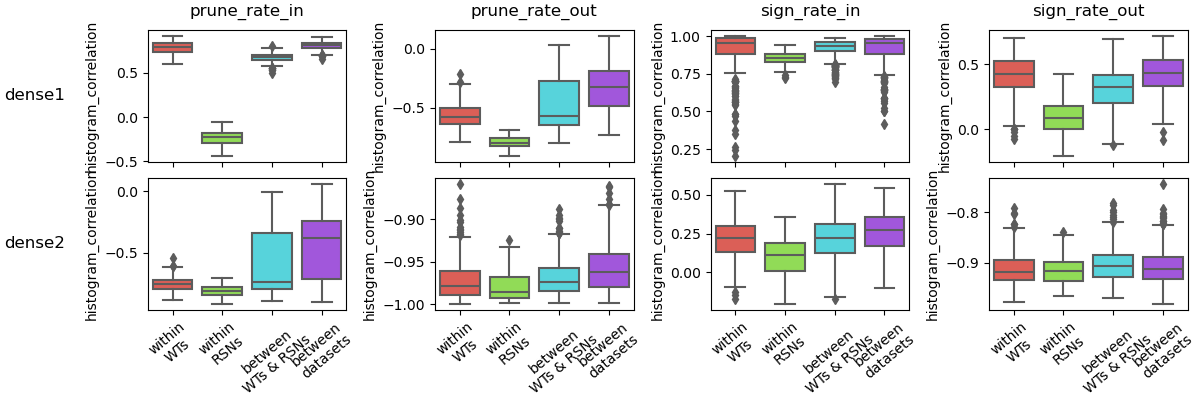 prune_rate_in
prune_rate_out
sign_rate_in
sign_rate_out
dense1
histogram_correlation
0.5
0.0
−0.5
histogram_correlation
0.0
−0.5
histogram_correlation
1.00
0.75
0.50
0.25
histogram_correlation
0.5
0.0
dense2
histogram_correlation
0.0
−0.5
histogram_correlation
−0.90
−0.95
−1.00
histogram_correlation
0.50
0.25
0.00
histogram_correlation
−0.8
−0.9
within
WTs
within
RSNs
between
WTs & RSNs
between
datasets
within
WTs
within
RSNs
between
WTs & RSNs
between
datasets
within
WTs
within
RSNs
between
WTs & RSNs
between
datasets
within
WTs
within
RSNs
between
WTs & RSNs
between
datasets